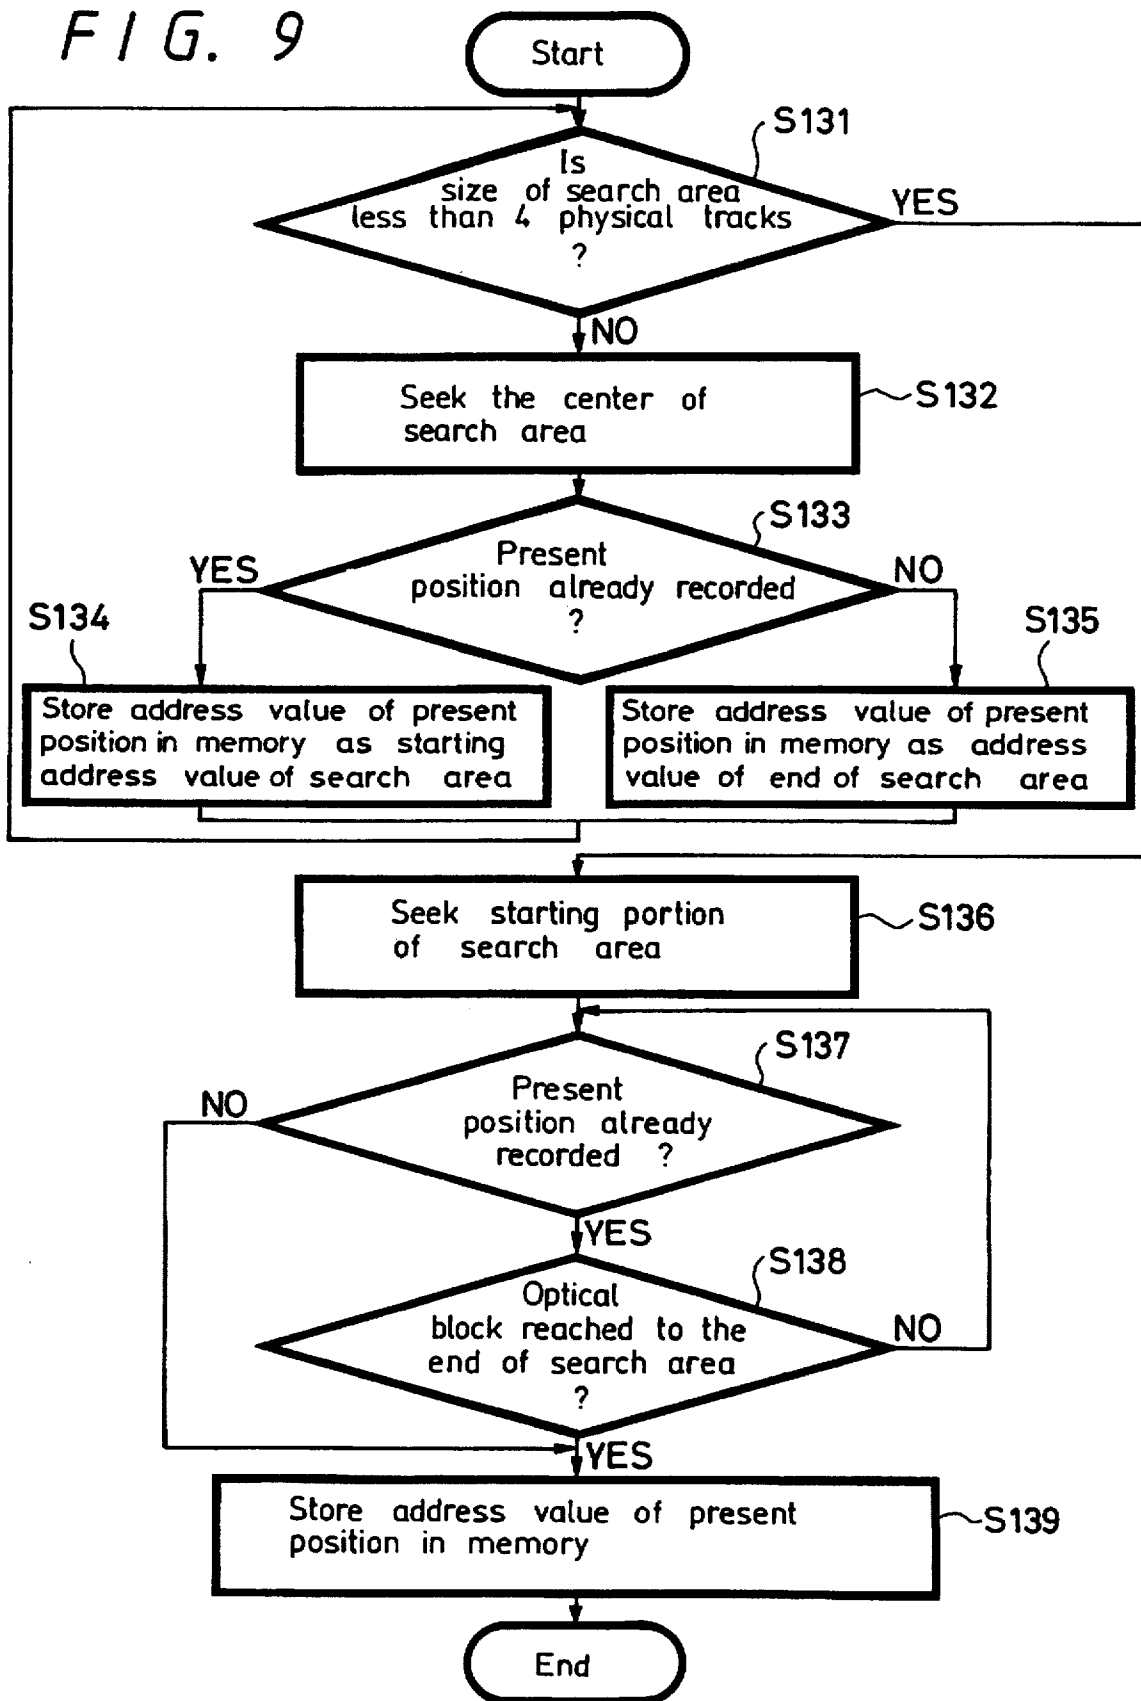 FIG. 9
Start
S131
Is
size of search area
less than 4 physical tracks
?
YES
NO
Seek the center of
search area
S132
S133
Present
position already recorded
?
YES
NO
S134
S135
Store address value of present
position in memory as starting
address value of search area
Store address value of present
position in memory as address
value of end of search area
Seek starting portion
of search area
S136
S137
Present
position already
recorded ?
NO
YES
S138
Optical
block reached to the
end of search area
?
NO
YES
Store address value of present
position in memory
S139
End